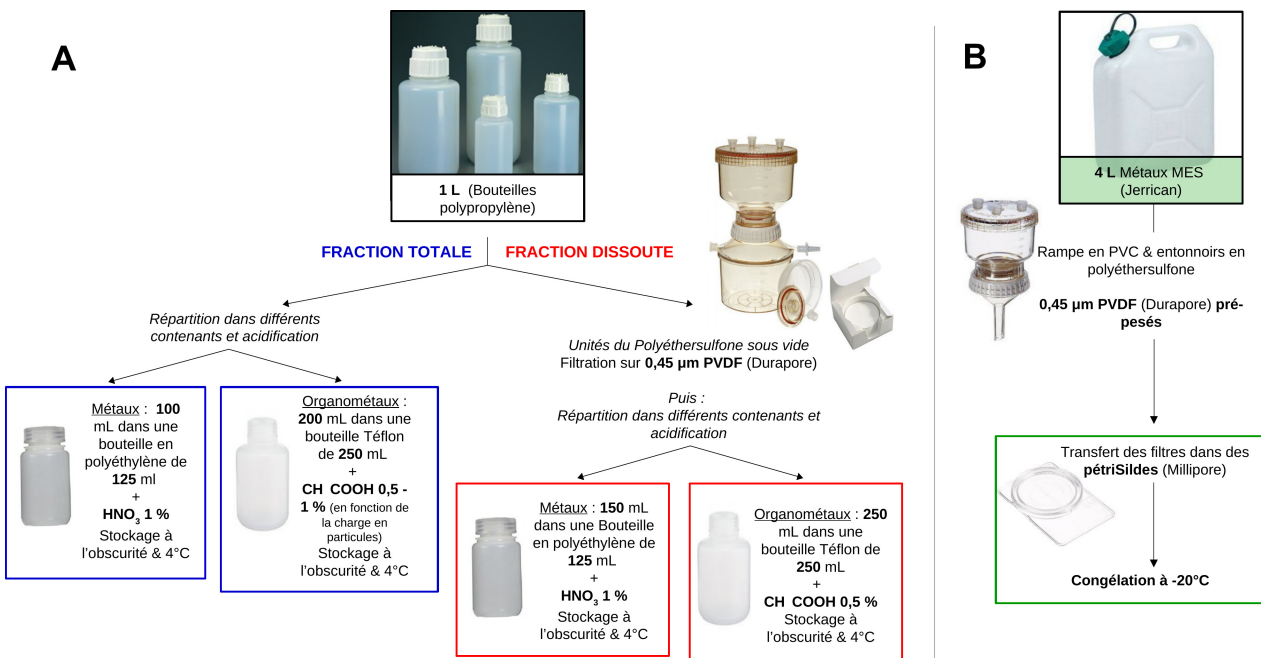 A
1 L (Bouteilles
polypropylène)
FRACTION TOTALE
FRACTION DISSOUTE
Répartition dans différents
contenants et acidification
Métaux : 100
mL dans une
bouteille en
polyéthylène de
125 ml
+
HNO3 1 %
Stockage à
l'obscurité & 4°C
Organométaux :
200 mL dans une
bouteille Téflon
de 250 mL
+
CH COOH 0,5 -
1 % (en fonction de
la charge en
particules)
Stockage à
l'obscurité & 4°C
Unités du Polyéthersulfone sous vide
Filtration sur 0,45 µm PVDF (Durapore)
Puis :
Répartition dans différents contenants et
acidification
Métaux : 150 mL
dans une Bouteille
en polyéthylène de
125 mL
+
HNO3 1 %
Stockage à
l'obscurité & 4°C
Organométaux : 250
mL dans une
bouteille Téflon de
250 mL
+
CH COOH 0,5 %
Stockage à
l'obscurité & 4°C
B
4 L Métaux MES
(Jerrican)
Rampe en PVC & entonnoirs en
polyéthersulfone
0,45 µm PVDF (Durapore) pré-
pesés
Transfert des filtres dans des
pétriSildes (Millipore)
Congélation à -20°C